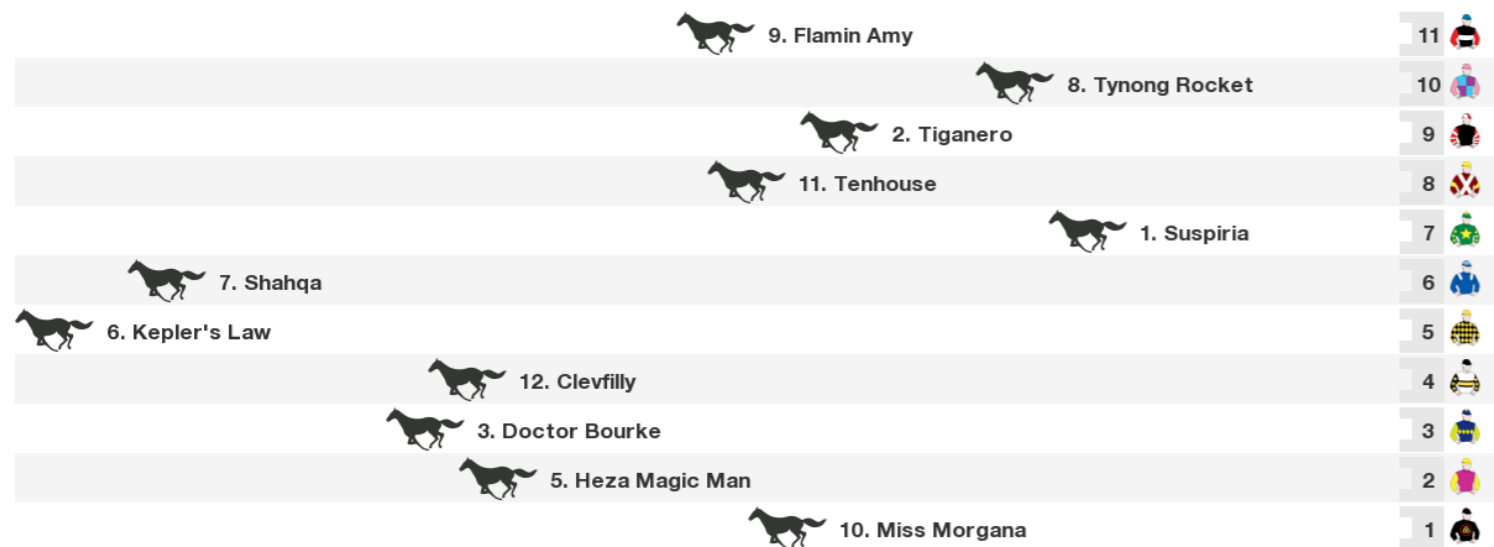 9. Flamin Amy 11
8. Tynong Rocket 10
2. Tiganero 9
11. Tenhouse 8
1. Suspiria 7
7. Shahqa 6
6. Kepler's Law 5
12. Clevfilly 4
3. Doctor Bourke 3
5. Heza Magic Man 2
10. Miss Morgana 1